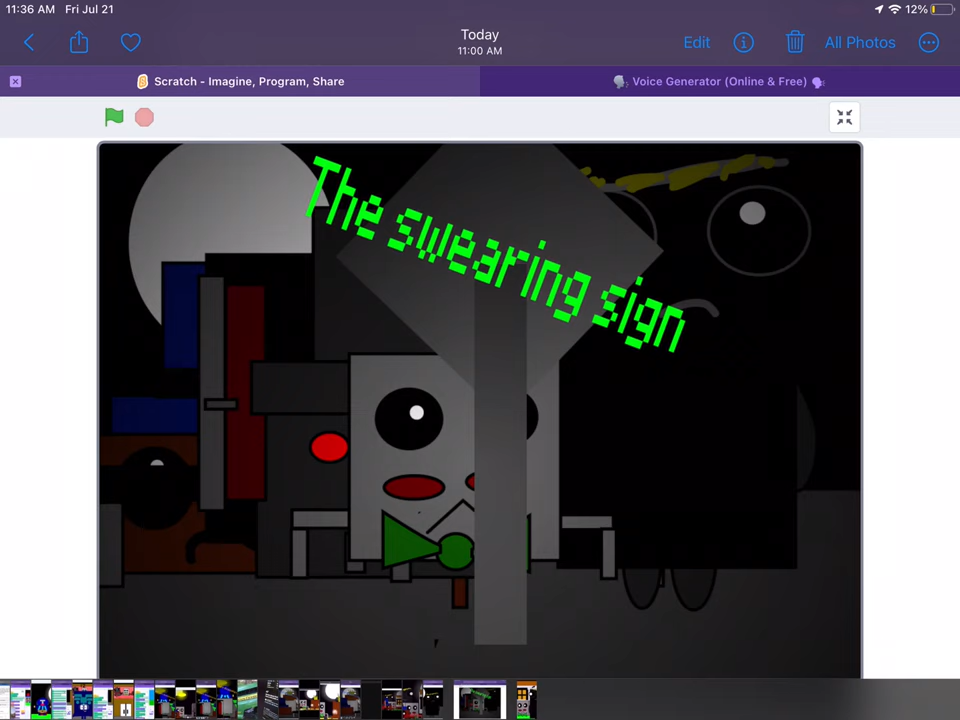 11:36 AM Fri Jul 21
12%
Today
11:00 AM
Edit
All Photos
Scratch - Imagine, Program, Share
Voice Generator (Online & Free)
The swearing sign